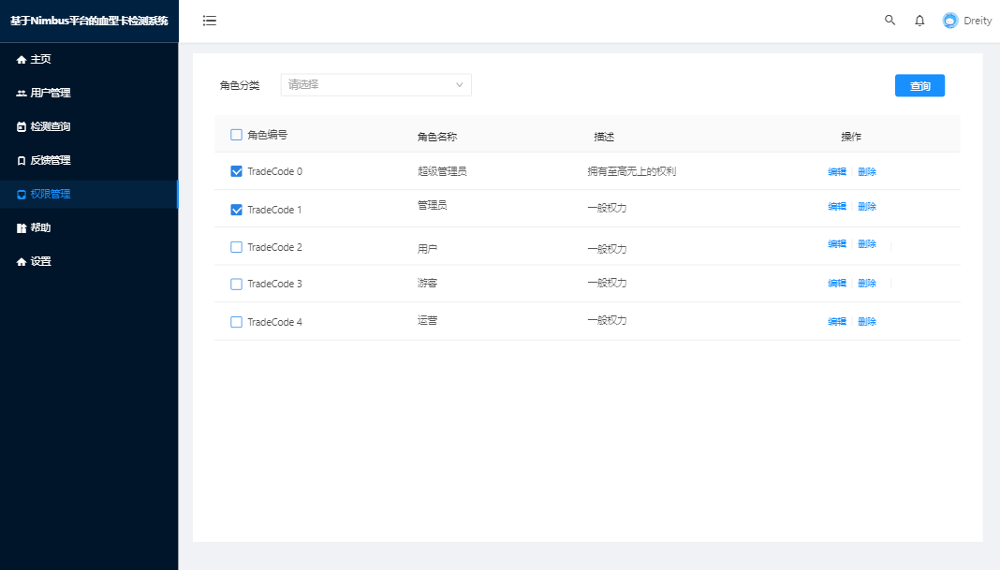 基于Nimbus平台的血型卡检测系统
Dreity
主页
用户管理
检测查询
反馈管理
权限管理
帮助
设置
角色分类 请选择 查询
角色编号 角色名称 描述 操作
TradeCode 0 超级管理员 拥有至高无上的权利 编辑 删除
TradeCode 1 管理员 一般权力 编辑 删除
TradeCode 2 用户 一般权力 编辑 删除
TradeCode 3 游客 一般权力 编辑 删除
TradeCode 4 运营 一般权力 编辑 删除